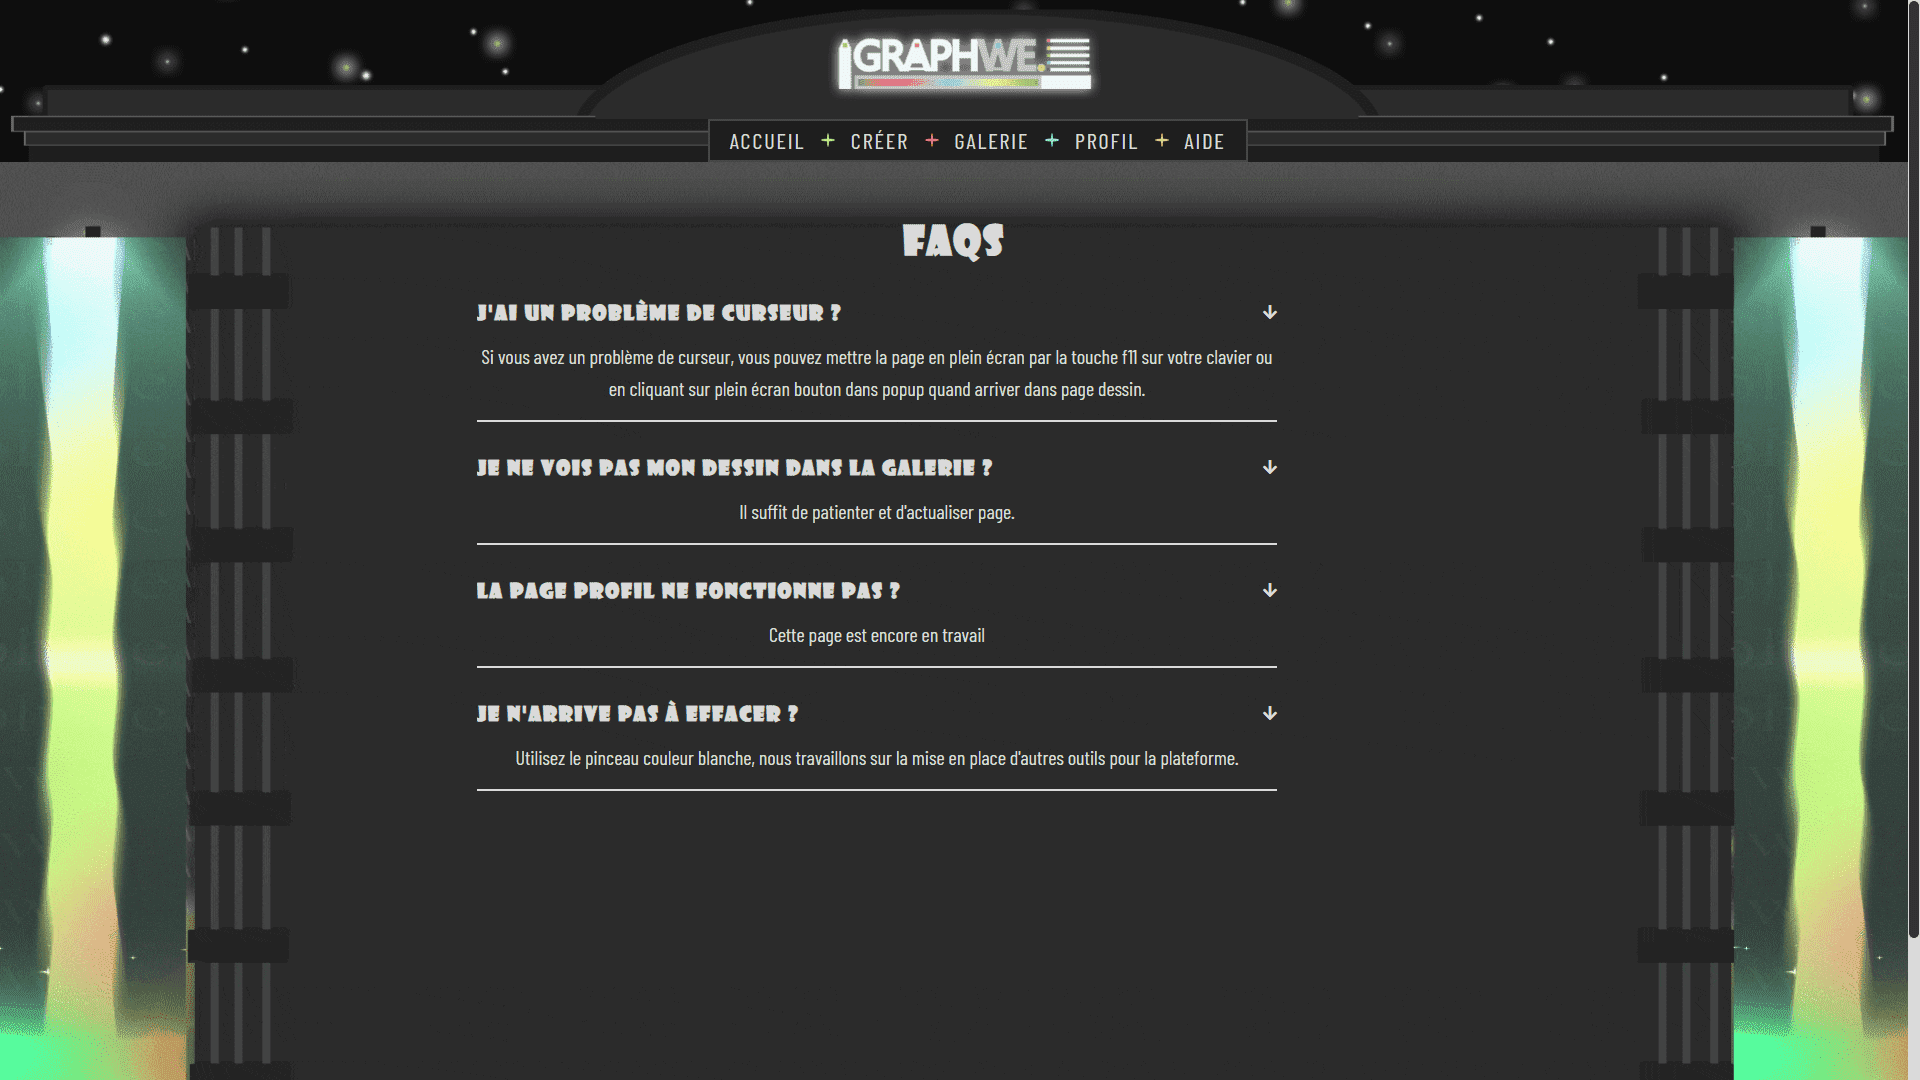 GRAPHWE.
ACCUEIL CRÉER GALERIE PROFIL AIDE
FAQS
J'AI UN PROBLÈME DE CURSEUR ?
Si vous avez un problème de curseur, vous pouvez mettre la page en plein écran par la touche f11 sur votre clavier ou
en cliquant sur plein écran bouton dans popup quand arriver dans page dessin.
JE NE VOIS PAS MON DESSIN DANS LA GALERIE ?
Il suffit de patienter et d'actualiser page.
LA PAGE PROFIL NE FONCTIONNE PAS ?
Cette page est encore en travail
JE N'ARRIVE PAS À EFFACER ?
Utilisez le pinceau couleur blanche, nous travaillons sur la mise en place d'autres outils pour la plateforme.